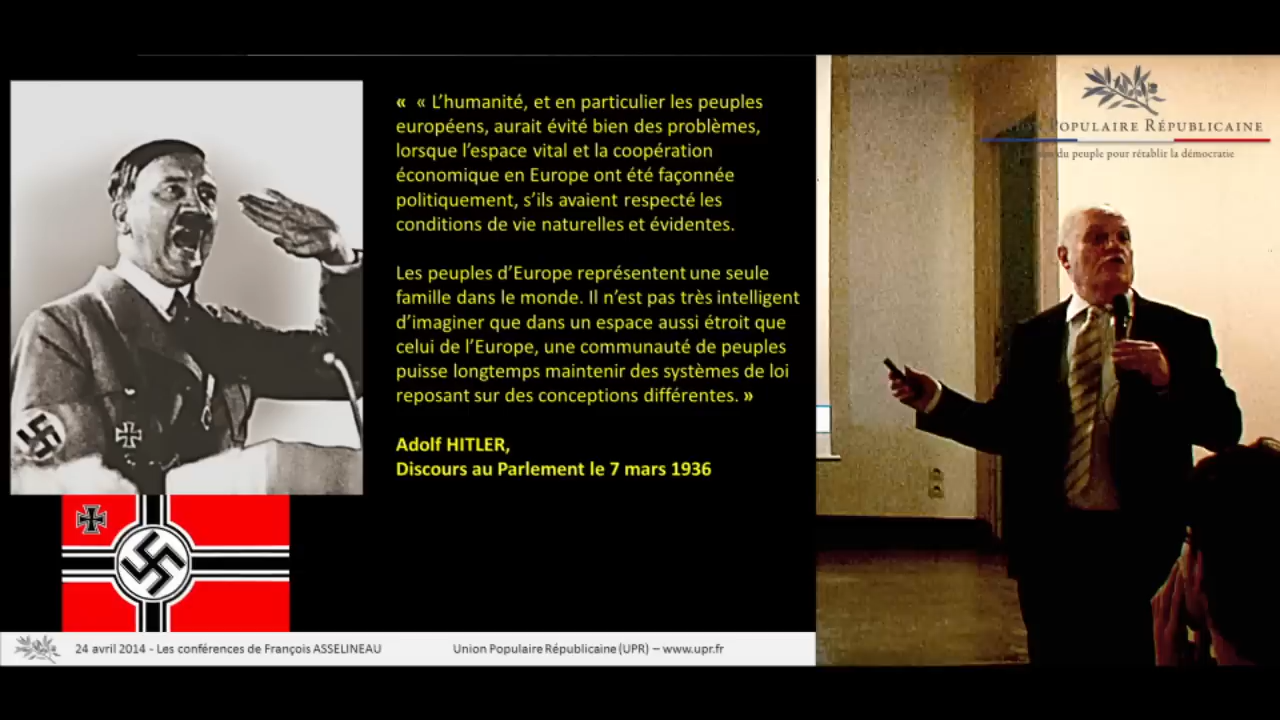 « « L'humanité, et en particulier les peuples
européens, aurait évité bien des problèmes,
lorsque l'espace vital et la coopération
économique en Europe ont été façonnée
politiquement, s'ils avaient respecté les
conditions de vie naturelles et évidentes.
Les peuples d'Europe représentent une seule
famille dans le monde. Il n'est pas très intelligent
d'imaginer que dans un espace aussi étroit que
celui de l'Europe, une communauté de peuples
puisse longtemps maintenir des systèmes de loi
reposant sur des conceptions différentes. »
Adolf HITLER,
Discours au Parlement le 7 mars 1936
24 avril 2014 - Les conférences de François ASSELINEAU
Union Populaire Républicaine (UPR) – www.upr.fr
POPULAIRE RÉPUBLICAINE
du peuple pour rétablir la démocratie